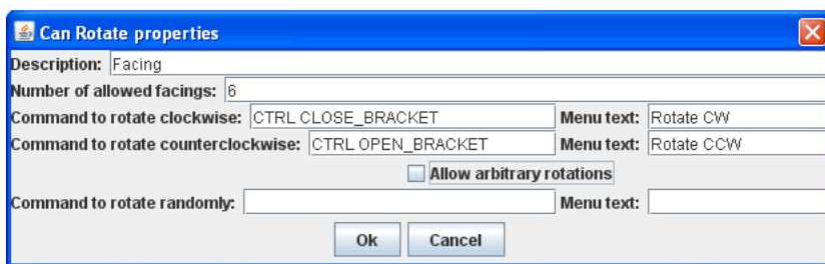 Can Rotate properties
Description: Facing
Number of allowed facings: 6
Command to rotate clockwise: CTRL CLOSE_BRACKET Menu text: Rotate CW
Command to rotate counterclockwise: CTRL OPEN_BRACKET Menu text: Rotate CCW
Allow arbitrary rotations
Command to rotate randomly: Menu text:
Ok Cancel